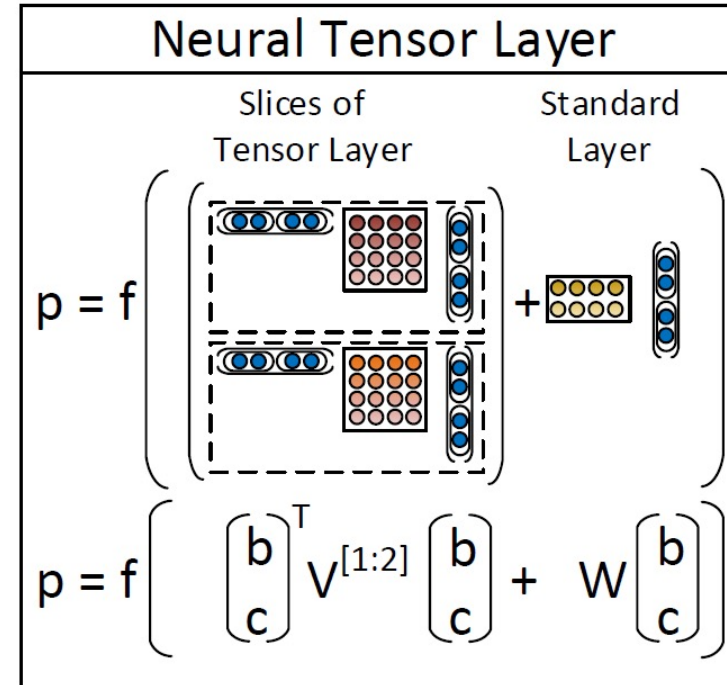 Neural Tensor Layer
Slices of Tensor Layer
Standard Layer
p = f +
p = f ( [b c]^T V^[1:2] [b c] + W [b c] )